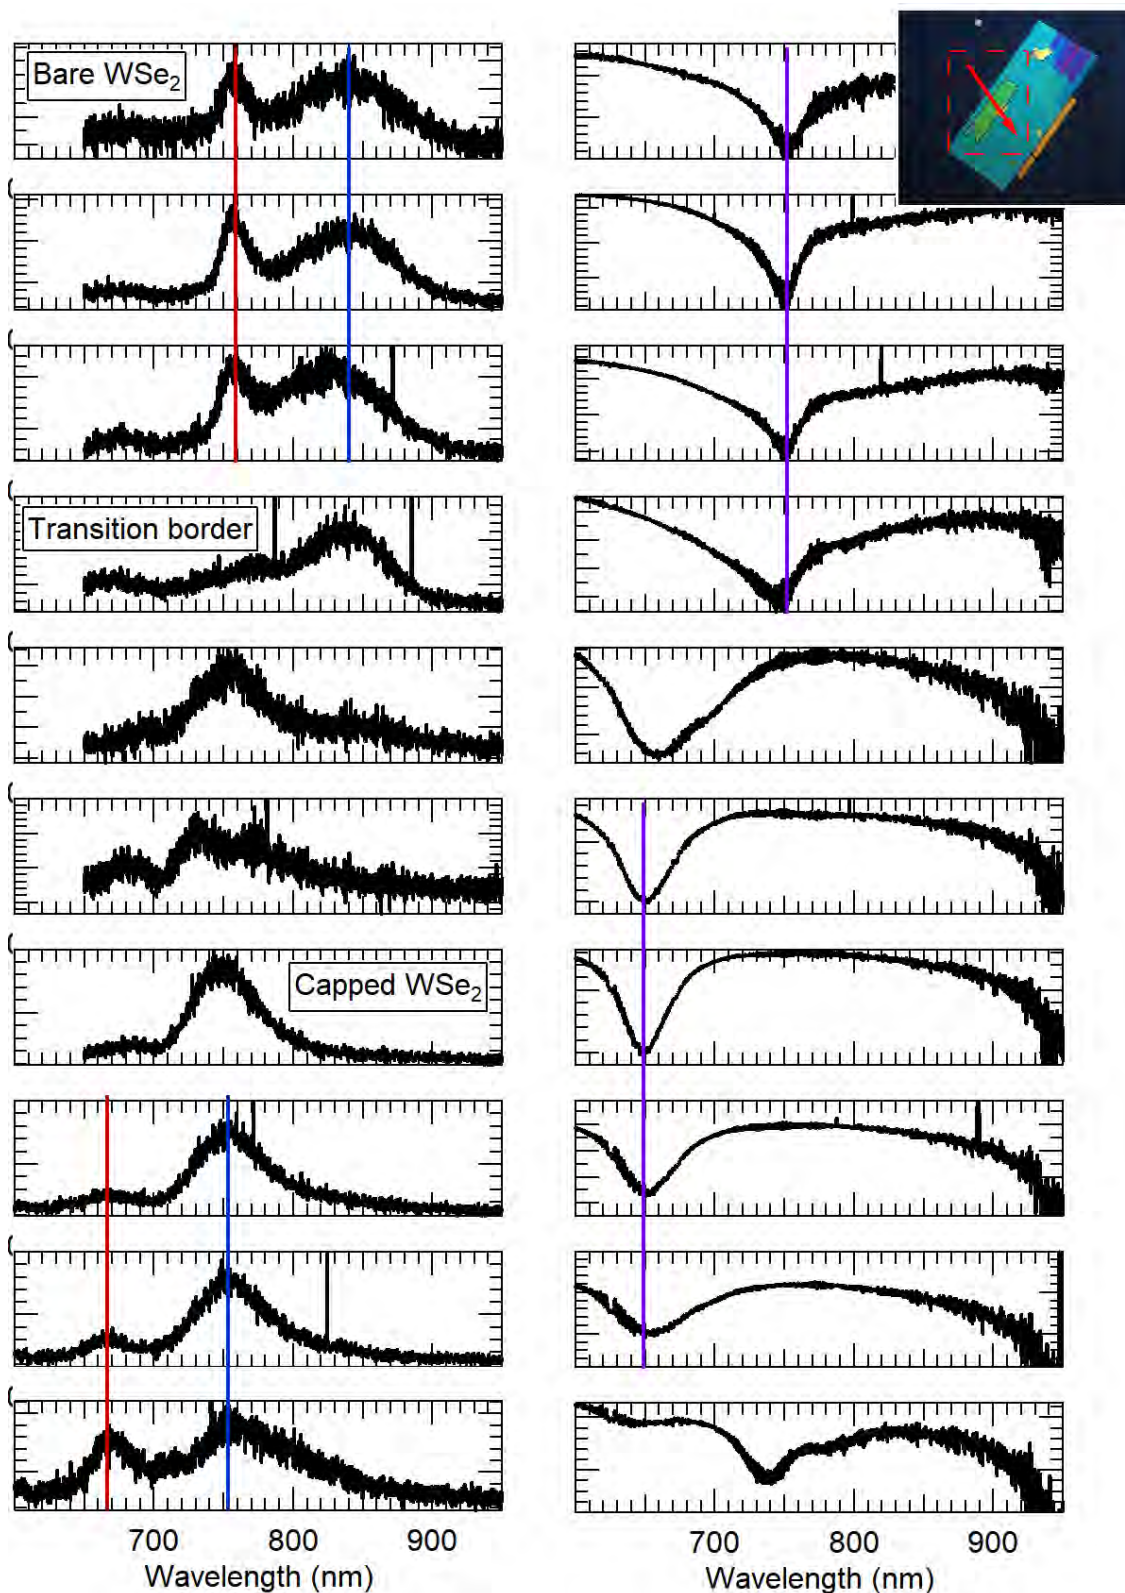 Bare WSe₂
Transition border
Capped WSe₂
700 800 900
700 800 900
Wavelength (nm)
Wavelength (nm)